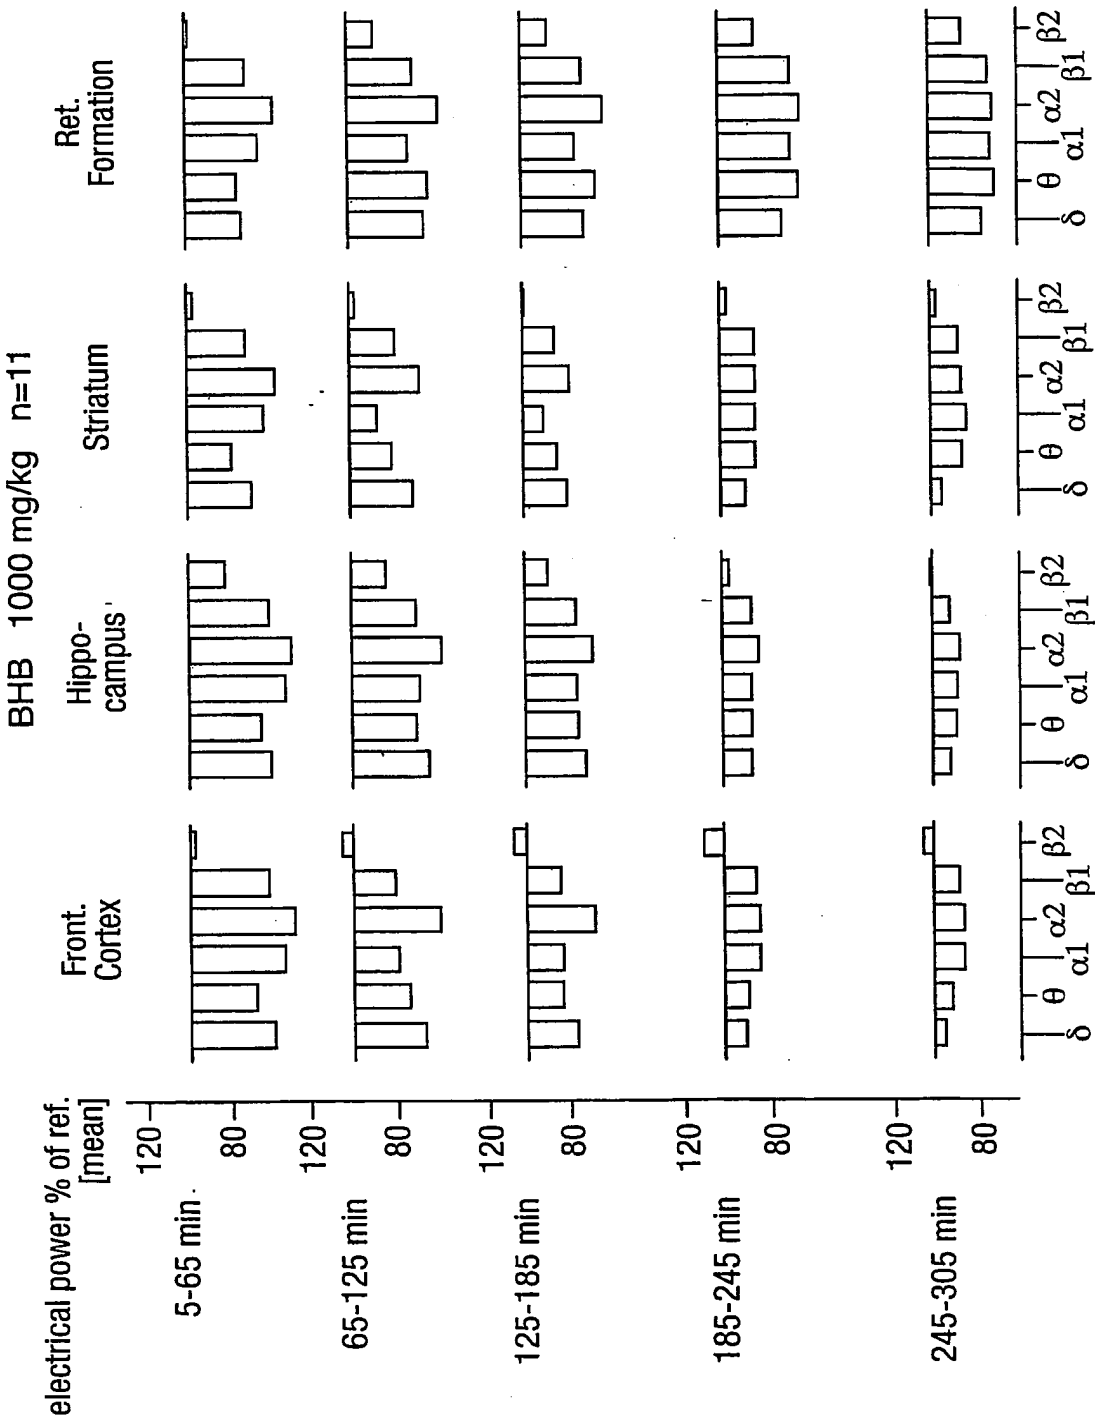 BHB 1000 mg/kg n=11
electrical power % of ref.
[mean]
Front.
Cortex
Hippo-
campus
Striatum
Ret.
Formation
5-65 min
120
80
65-125 min
120
80
125-185 min
120
80
185-245 min
120
80
245-305 min
120
80
δ θ α1 α2 β1 β2
δ θ α1 α2 β1 β2
δ θ α1 α2 β1 β2
δ θ α1 α2 β1 β2